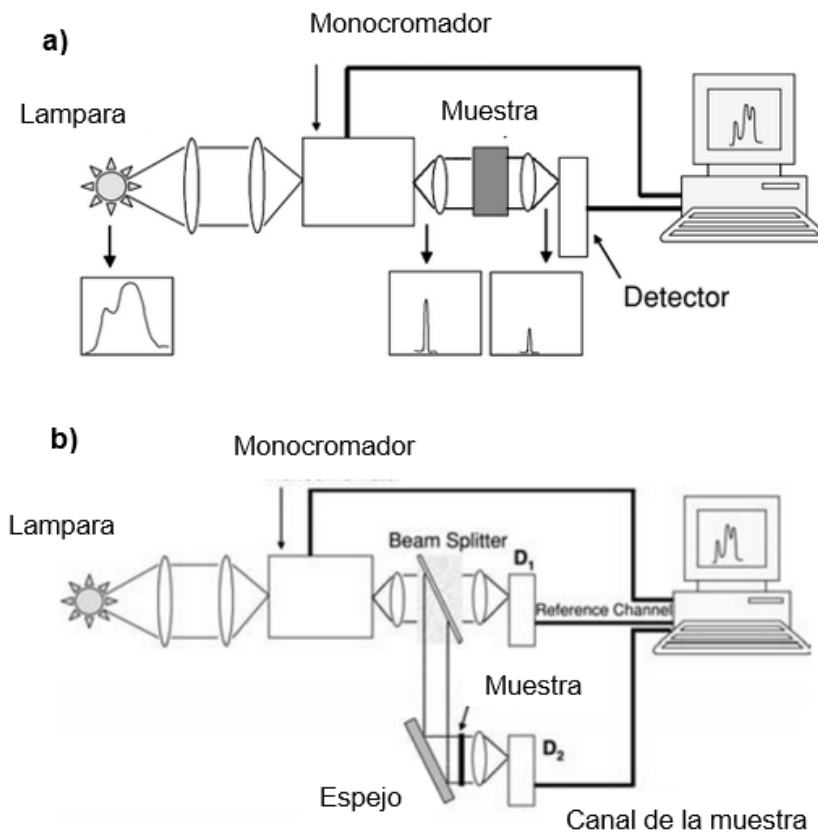 a)
Monocromador
Lampara
Muestra
Detector
b)
Monocromador
Lampara
Beam Splitter
D1
Reference Channel
Muestra
D2
Espejo
Canal de la muestra